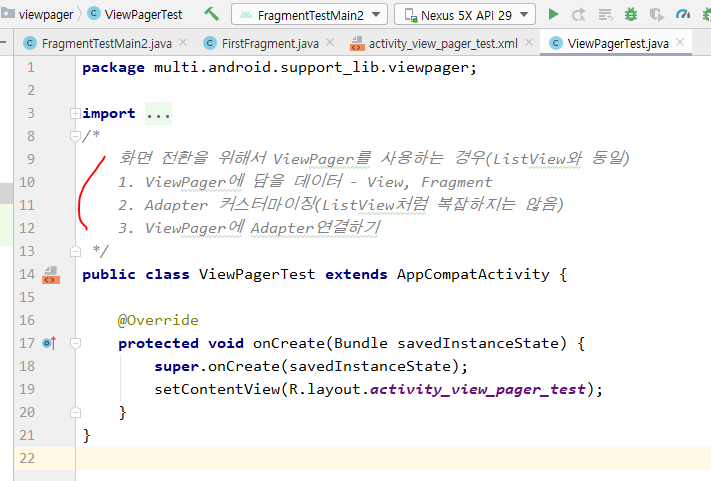 viewpager
ViewPagerTest
FragmentTestMain2
Nexus 5X API 29
FragmentTestMain2.java
FirstFragment.java
activity_view_pager_test.xml
ViewPagerTest.java
1 package multi.android.support_lib.viewpager;
2
3 import ...
8 /*
9 화면 전환을 위해서 ViewPager를 사용하는 경우(ListView와 동일)
10 1. ViewPager에 담을 데이터 - View, Fragment
11 2. Adapter 커스터마이징(ListView처럼 복잡하지는 않음)
12 3. ViewPager에 Adapter연결하기
13 */
14 public class ViewPagerTest extends AppCompatActivity {
15
16 @Override
17 protected void onCreate(Bundle savedInstanceState) {
18 super.onCreate(savedInstanceState);
19 setContentView(R.layout.activity_view_pager_test);
20 }
21 }
22